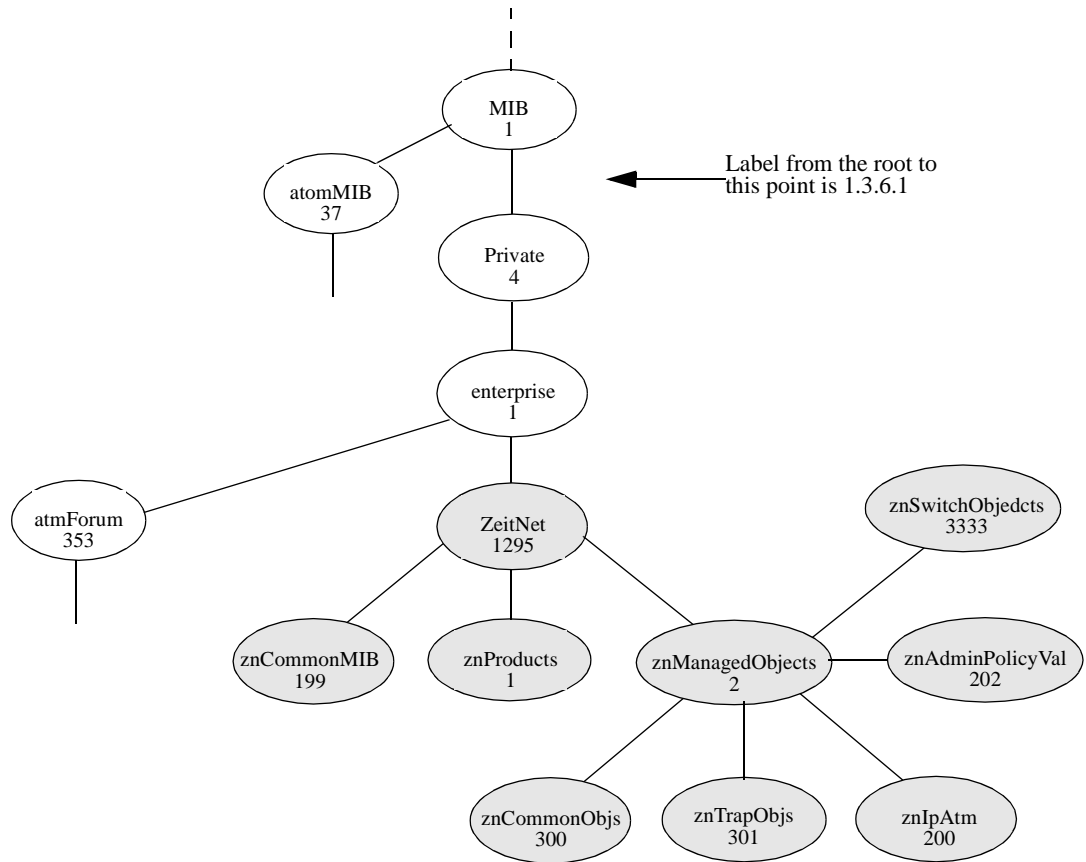 MIB
1
Label from the root to
this point is 1.3.6.1
atomMIB
37
Private
4
enterprise
1
atmForum
353
ZeitNet
1295
znSwitchObjedcts
3333
znCommonMIB
199
znProducts
1
znManagedObjects
2
znAdminPolicyVal
202
znCommonObjs
300
znTrapObjs
301
znIpAtm
200